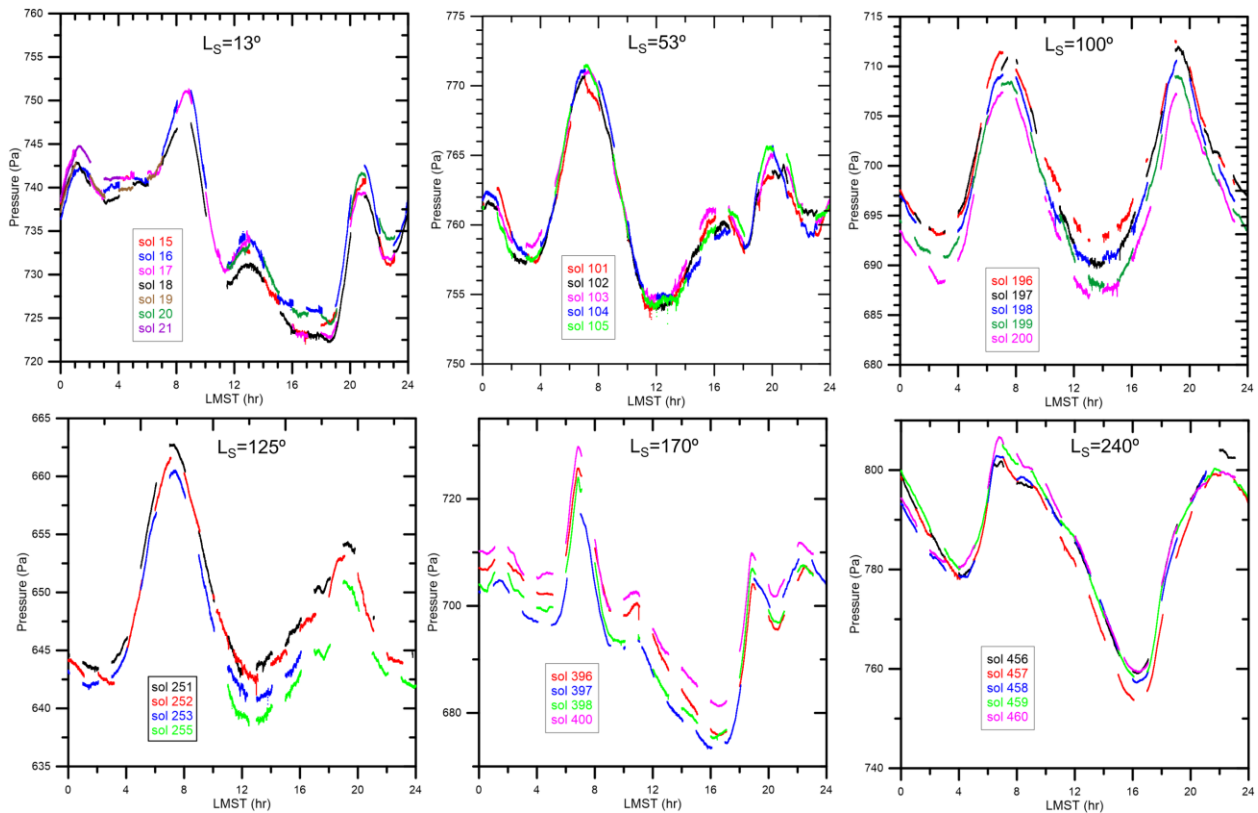 L_S=13º
760
755
750
745
740
735
730
725
720
Pressure (Pa)
sol 15
sol 16
sol 17
sol 18
sol 19
sol 20
sol 21
0 4 8 12 16 20 24
LMST (hr)
L_S=53º
775
770
765
760
755
750
Pressure (Pa)
sol 101
sol 102
sol 103
sol 104
sol 105
0 4 8 12 16 20 24
LMST (hr)
L_S=100º
715
710
705
700
695
690
685
680
Pressure (Pa)
sol 196
sol 197
sol 198
sol 199
sol 200
0 4 8 12 16 20 24
LMST (hr)
L_S=125º
665
660
655
650
645
640
635
Pressure (Pa)
sol 251
sol 252
sol 253
sol 255
0 4 8 12 16 20 24
LMST (hr)
L_S=170º
720
700
680
Pressure (Pa)
sol 396
sol 397
sol 398
sol 400
0 4 8 12 16 20 24
LMST (hr)
L_S=240º
800
780
760
740
Pressure (Pa)
sol 456
sol 457
sol 458
sol 459
sol 460
0 4 8 12 16 20 24
LMST (hr)